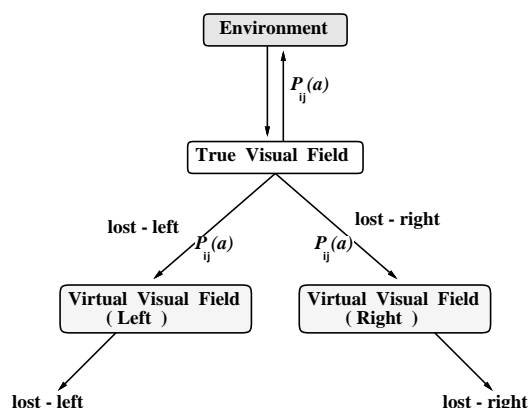 Environment
P_ij(a)
True Visual Field
lost - left
lost - right
P_ij(a)
P_ij(a)
Virtual Visual Field
( Left )
Virtual Visual Field
( Right )
lost - left
lost - right